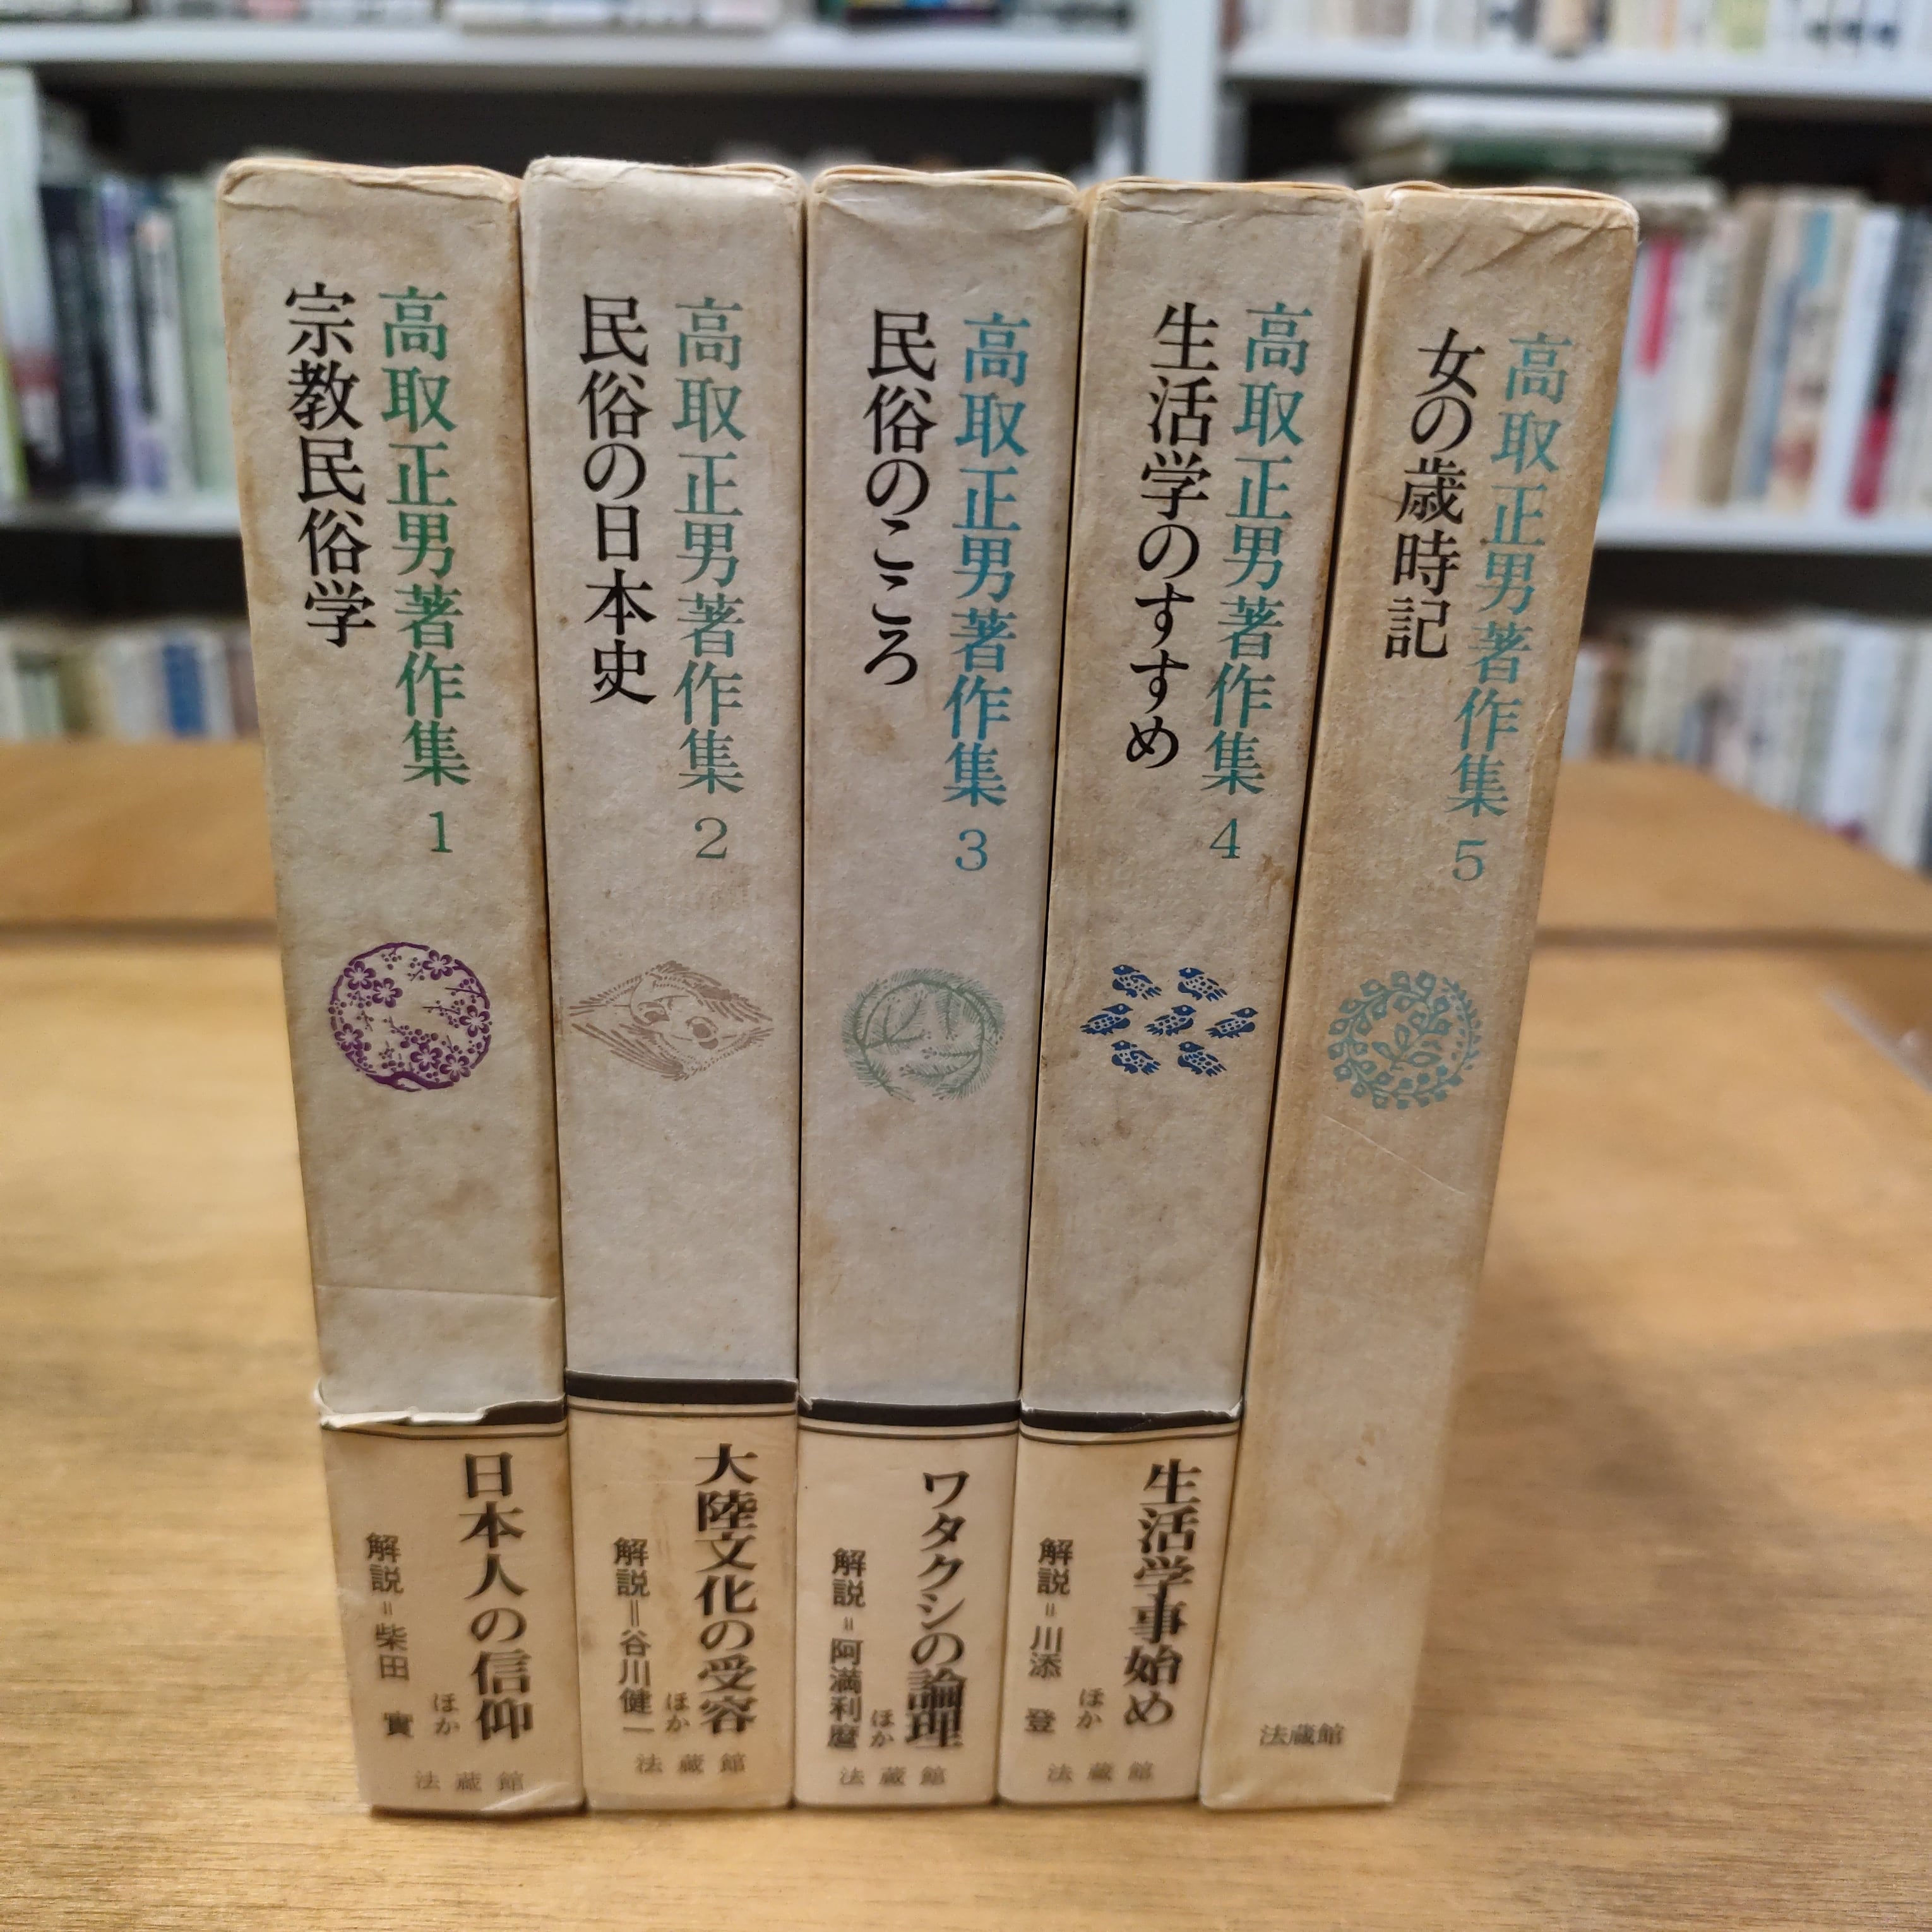 高取正男著作集 1
宗教民俗学
日本人の信仰
ほか
解説=柴田 實
法蔵館
高取正男著作集 2
民俗の日本史
大陸文化の受容
ほか
解説=谷川健一
法蔵館
高取正男著作集 3
民俗のこころ
ワタクシの論理
ほか
解説=阿満利麿
法蔵館
高取正男著作集 4
生活学のすすめ
生活学事始め
ほか
解説=川添 登
法蔵館
高取正男著作集 5
女の歳時記
法蔵館